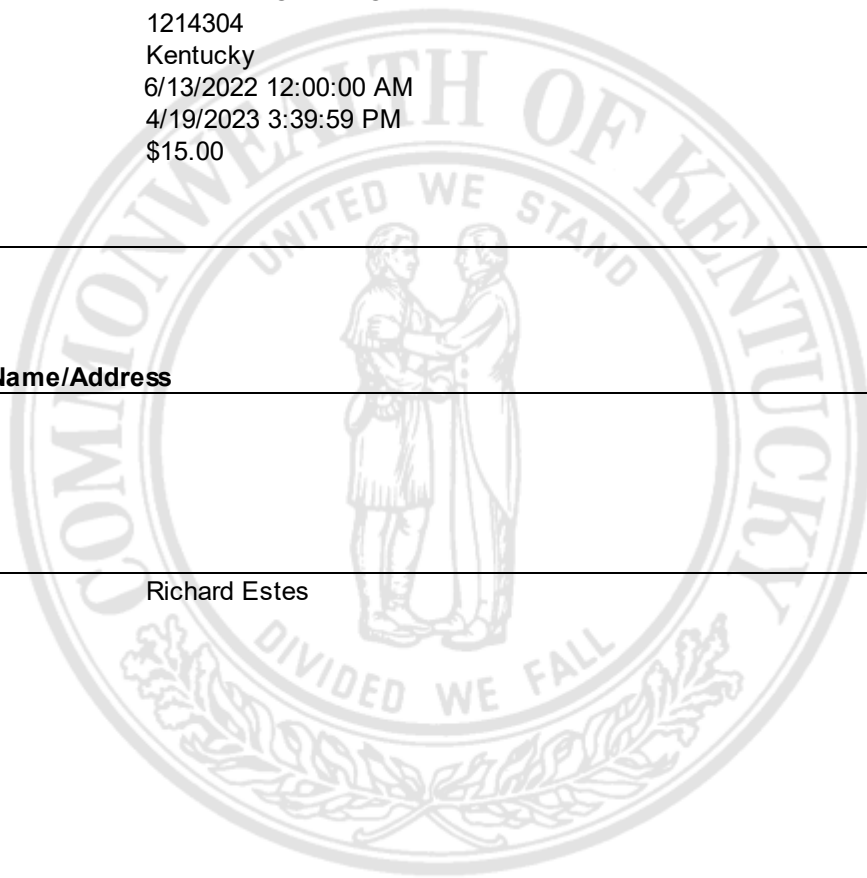 1214304
Kentucky
6/13/2022 12:00:00 AM
4/19/2023 3:39:59 PM
$15.00
COMMONWEALTH OF KENTUCKY
UNITED WE STAND
Name/Address
Richard Estes
DIVIDED WE FALL